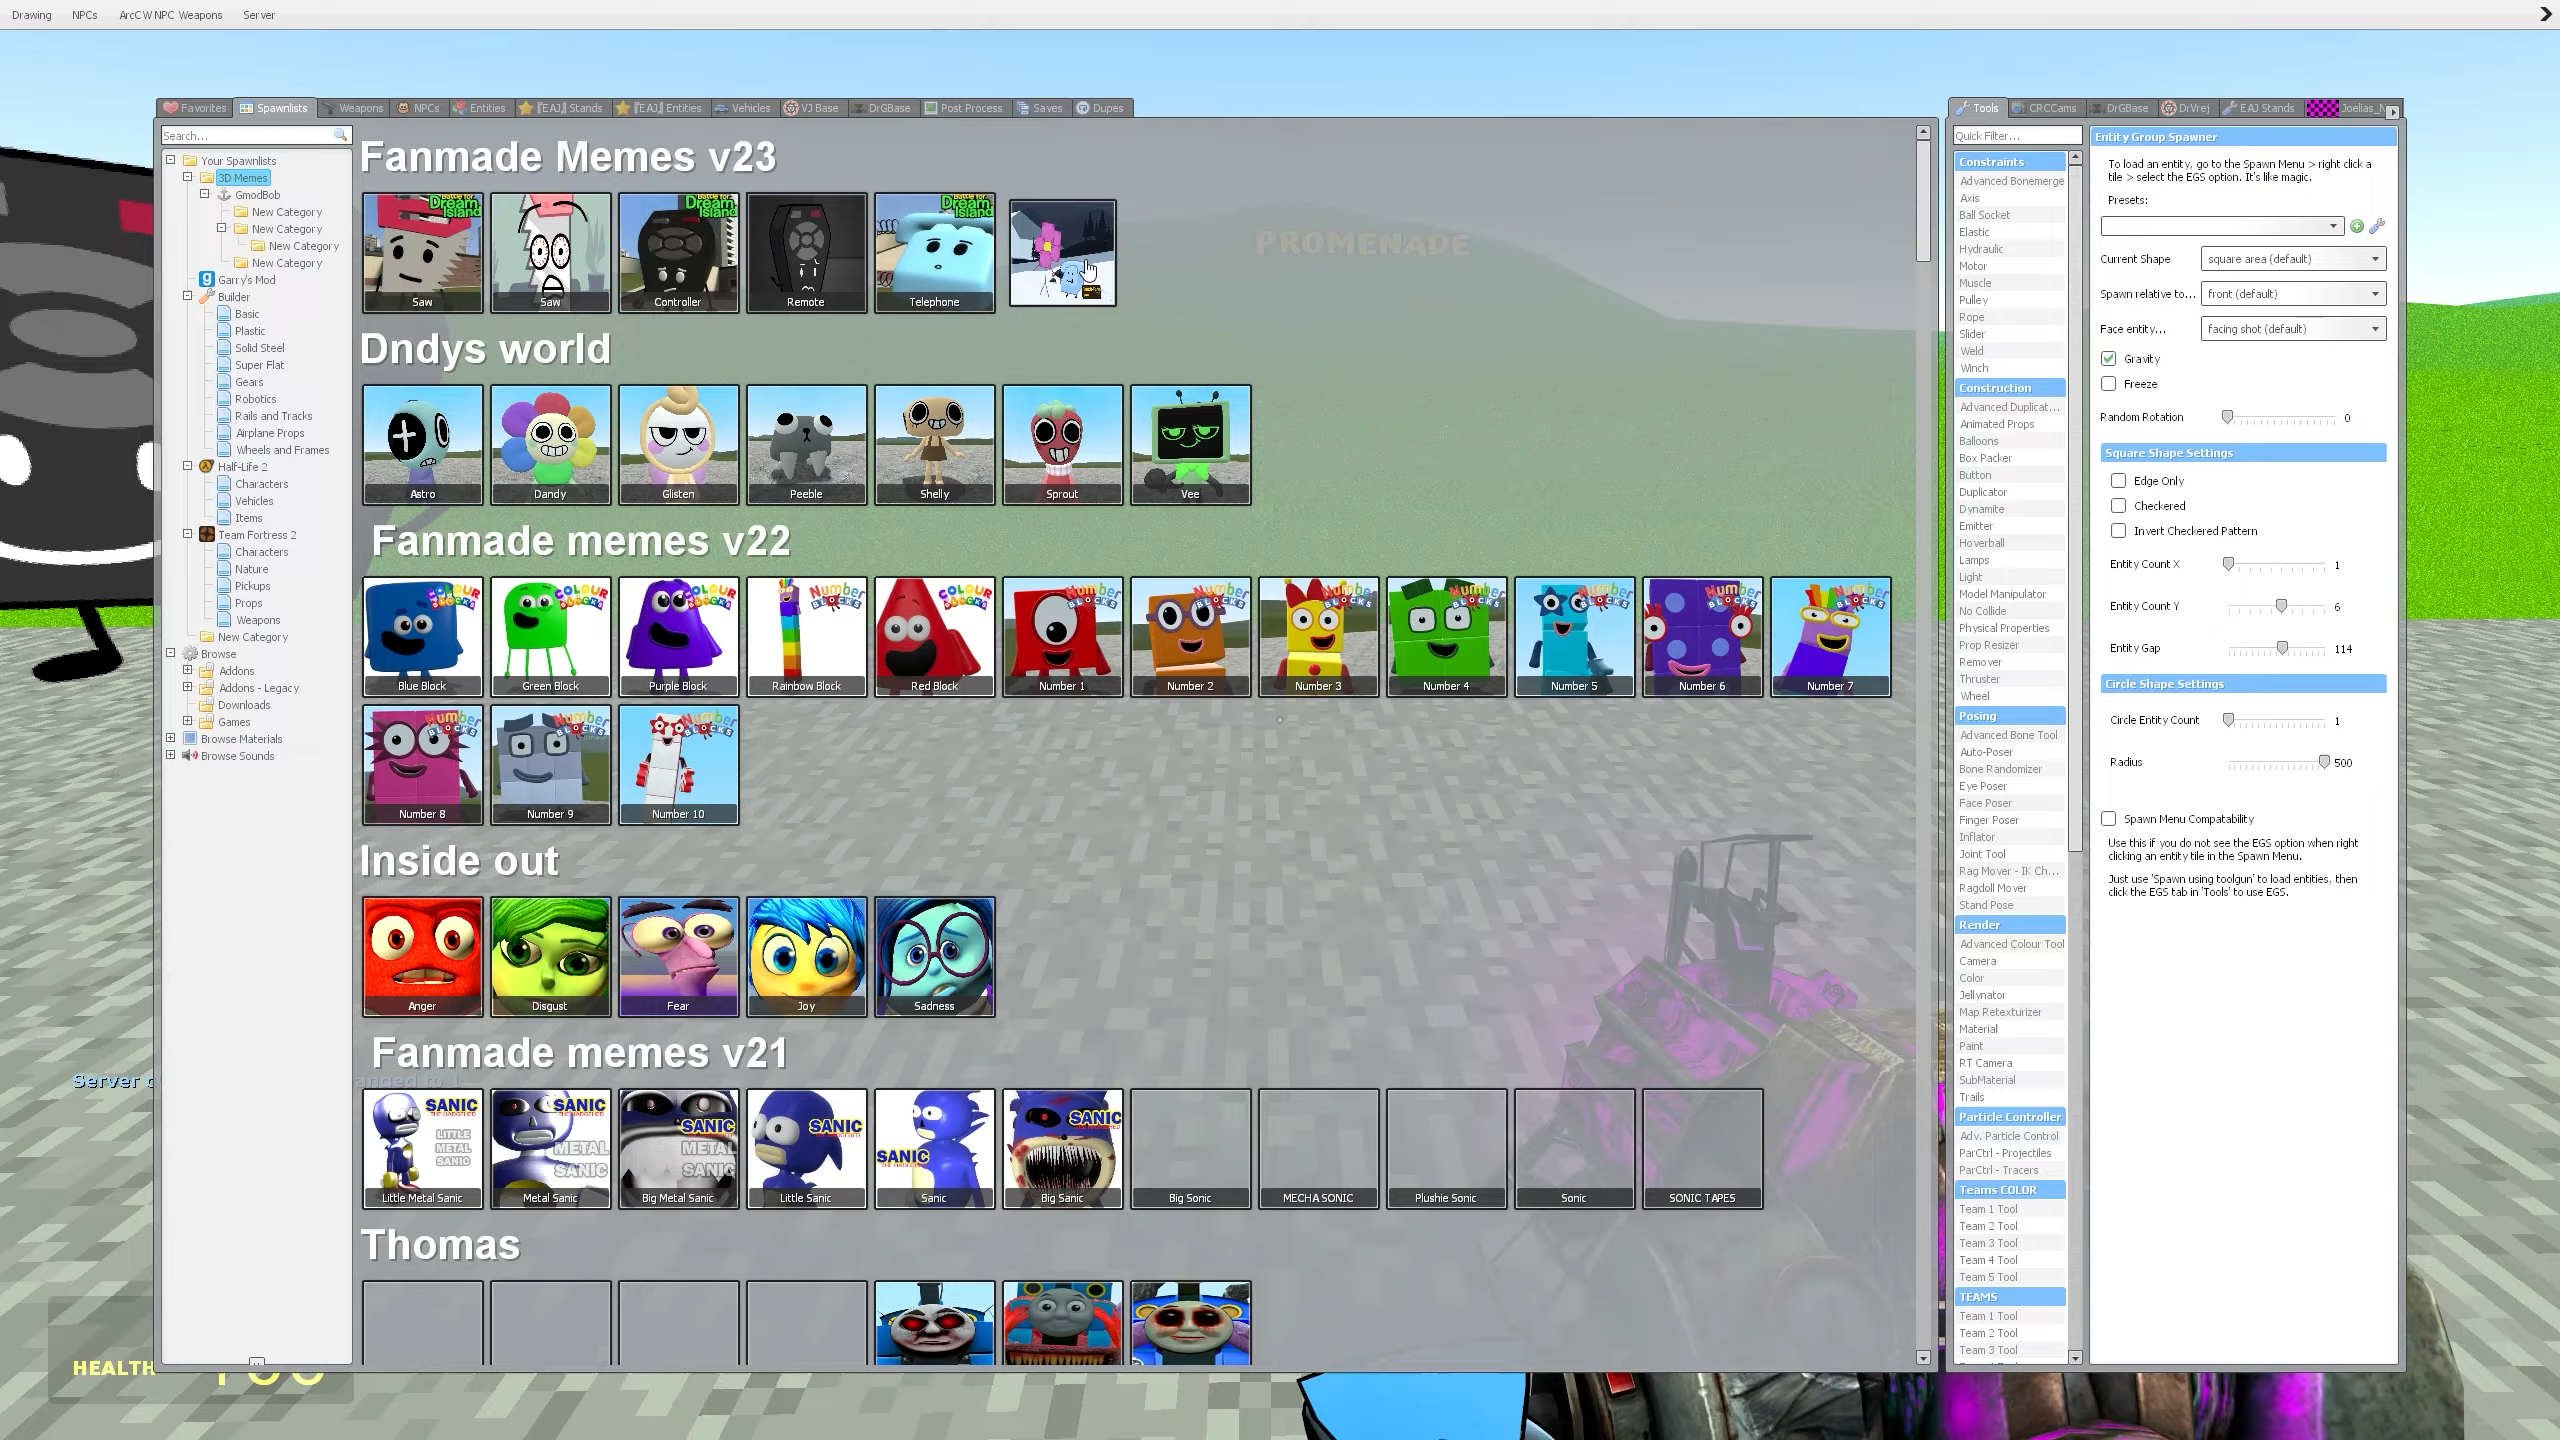 Drawing NPCs ArcCW NPC Weapons Server
Favorites Spawnlists Weapons NPCs Entities [EAJ] Stands [EAJ] Entities Vehicles VJ Base DrGBase Post Process Saves Dupes
Search...
Your Spawnlists
3D Memes
GmodBob
New Category
New Category
New Category
New Category
Garry's Mod
Builder
Basic
Plastic
Solid Steel
Super Flat
Gears
Robotics
Rails and Tracks
Airplane Props
Wheels and Frames
Half-Life 2
Characters
Vehicles
Items
Team Fortress 2
Characters
Nature
Pickups
Props
Weapons
New Category
Browse
Addons
Addons - Legacy
Downloads
Games
Browse Materials
Browse Sounds
Fanmade Memes v23
Saw Saw Controller Remote Telephone
PROMENADE
Dndys world
Astro Dandy Glisten Peeble Shelly Sprout Vee
Fanmade memes v22
Blue Block Green Block Purple Block Rainbow Block Red Block Number 1 Number 2 Number 3 Number 4 Number 5 Number 6 Number 7
Number 8 Number 9 Number 10
Inside out
Anger Disgust Fear Joy Sadness
Fanmade memes v21
Little Metal Sanic Metal Sanic Big Metal Sanic Little Sanic Sanic Big Sanic Big Sonic MECHA SONIC Plushie Sonic Sonic SONIC TAPES
Thomas
Server
anged to 1
HEALTH 100
Tools CRCCams DrGBase DrVrej EAJ Stands Joelias_N
Quick Filter...
Constraints
Advanced Bonemerge
Axis
Ball Socket
Elastic
Hydraulic
Motor
Muscle
Pulley
Rope
Slider
Weld
Winch
Construction
Advanced Duplicat...
Animated Props
Balloons
Box Packer
Button
Duplicator
Dynamite
Emitter
Hoverball
Lamps
Light
Model Manipulator
No Collide
Physical Properties
Prop Resizer
Remover
Thruster
Wheel
Posing
Advanced Bone Tool
Auto-Poser
Bone Randomizer
Eye Poser
Face Poser
Finger Poser
Inflator
Joint Tool
Rag Mover - IK Ch...
Ragdoll Mover
Stand Pose
Render
Advanced Colour Tool
Camera
Color
Jellynator
Map Retexturizer
Material
Paint
RT Camera
SubMaterial
Trails
Particle Controller
Adv. Particle Control
ParCtrl - Projectiles
ParCtrl - Tracers
Teams COLOR
Team 1 Tool
Team 2 Tool
Team 3 Tool
Team 4 Tool
Team 5 Tool
TEAMS
Team 1 Tool
Team 2 Tool
Team 3 Tool
Entity Group Spawner
To load an entity, go to the Spawn Menu > right click a
tile > select the EGS option. It's like magic.
Presets:
Current Shape square area (default)
Spawn relative to... front (default)
Face entity... facing shot (default)
Gravity
Freeze
Random Rotation 0
Square Shape Settings
Edge Only
Checkered
Invert Checkered Pattern
Entity Count X 1
Entity Count Y 6
Entity Gap 114
Circle Shape Settings
Circle Entity Count 1
Radius 500
Spawn Menu Compatability
Use this if you do not see the EGS option when right
clicking an entity tile in the Spawn Menu.
Just use 'Spawn using toolgun' to load entities, then
click the EGS tab in 'Tools' to use EGS.